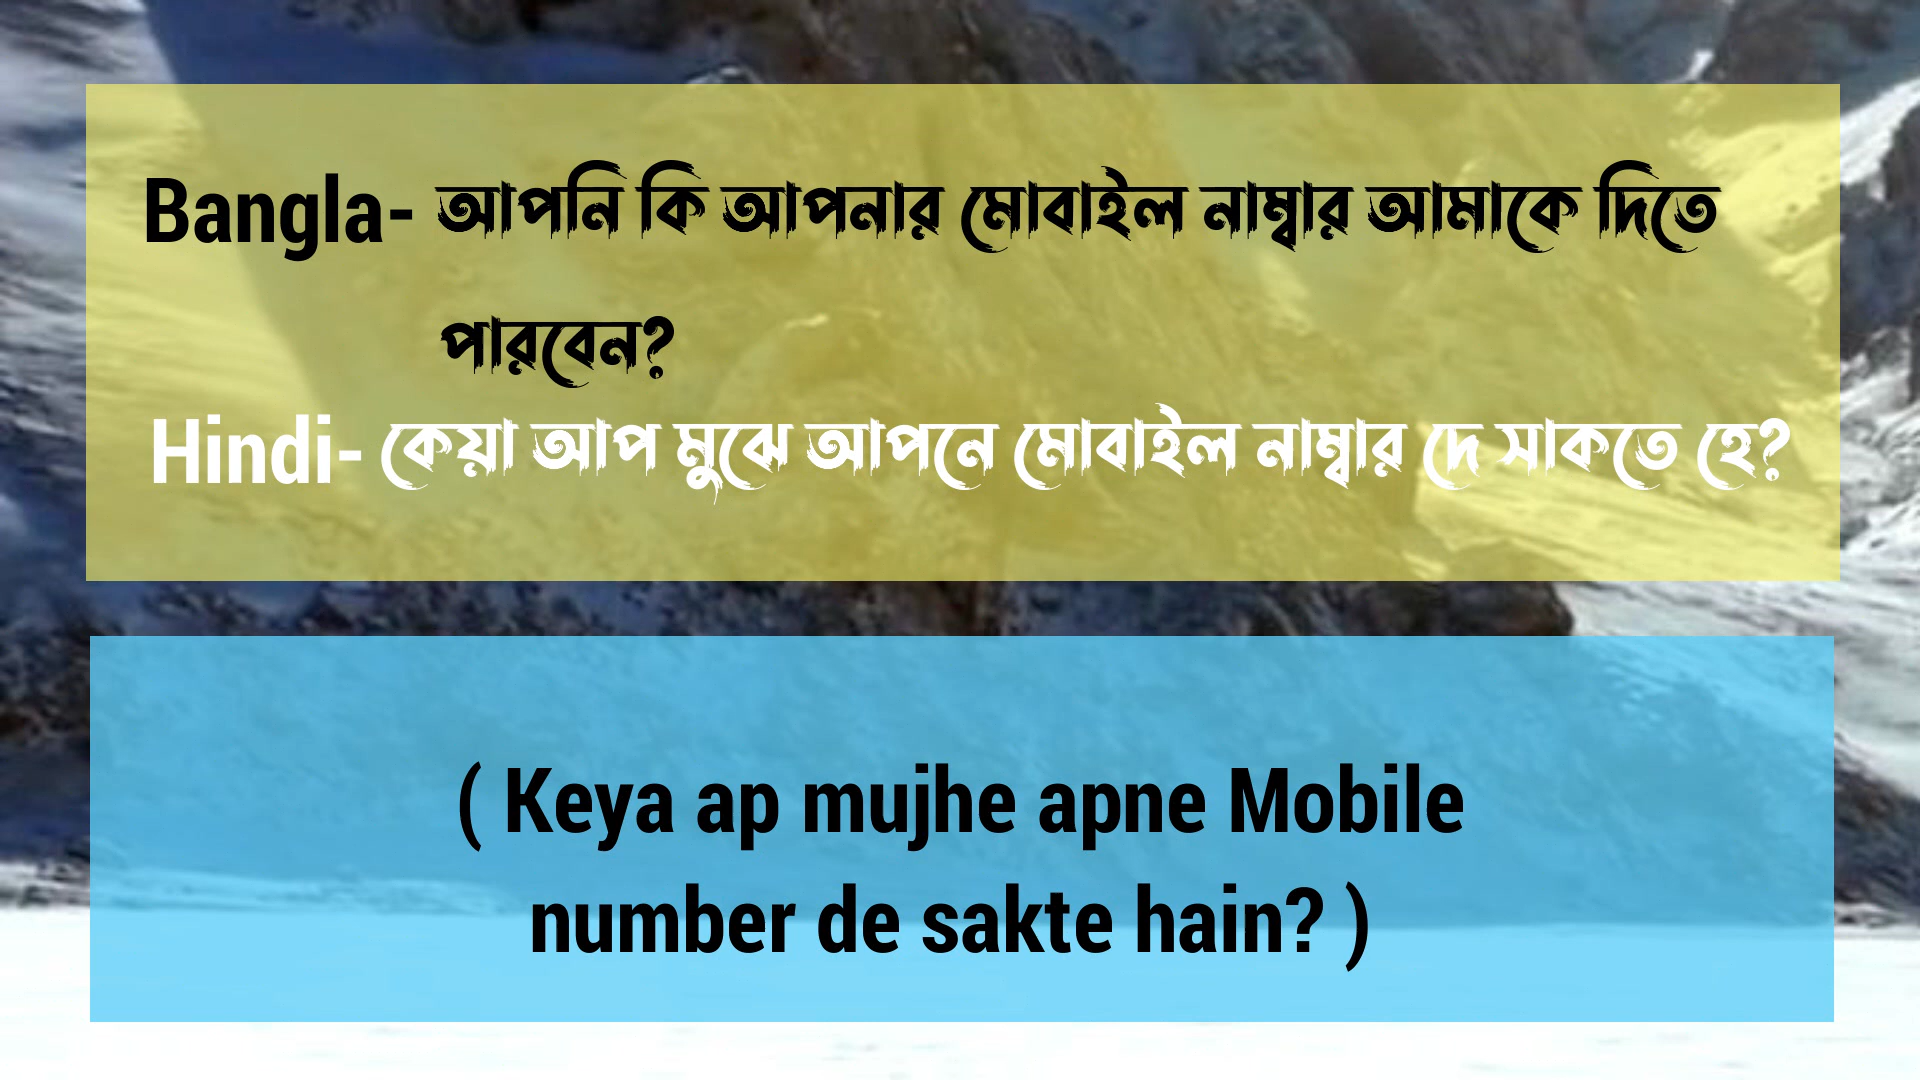 Bangla- আপনি কি আপনার মোবাইল নাম্বার আমাকে দিতে
পারবেন?
Hindi- কেয়া আপ মুঝে আপনে মোবাইল নাম্বার দে সাকতে হে?
( Keya ap mujhe apne Mobile
number de sakte hain? )